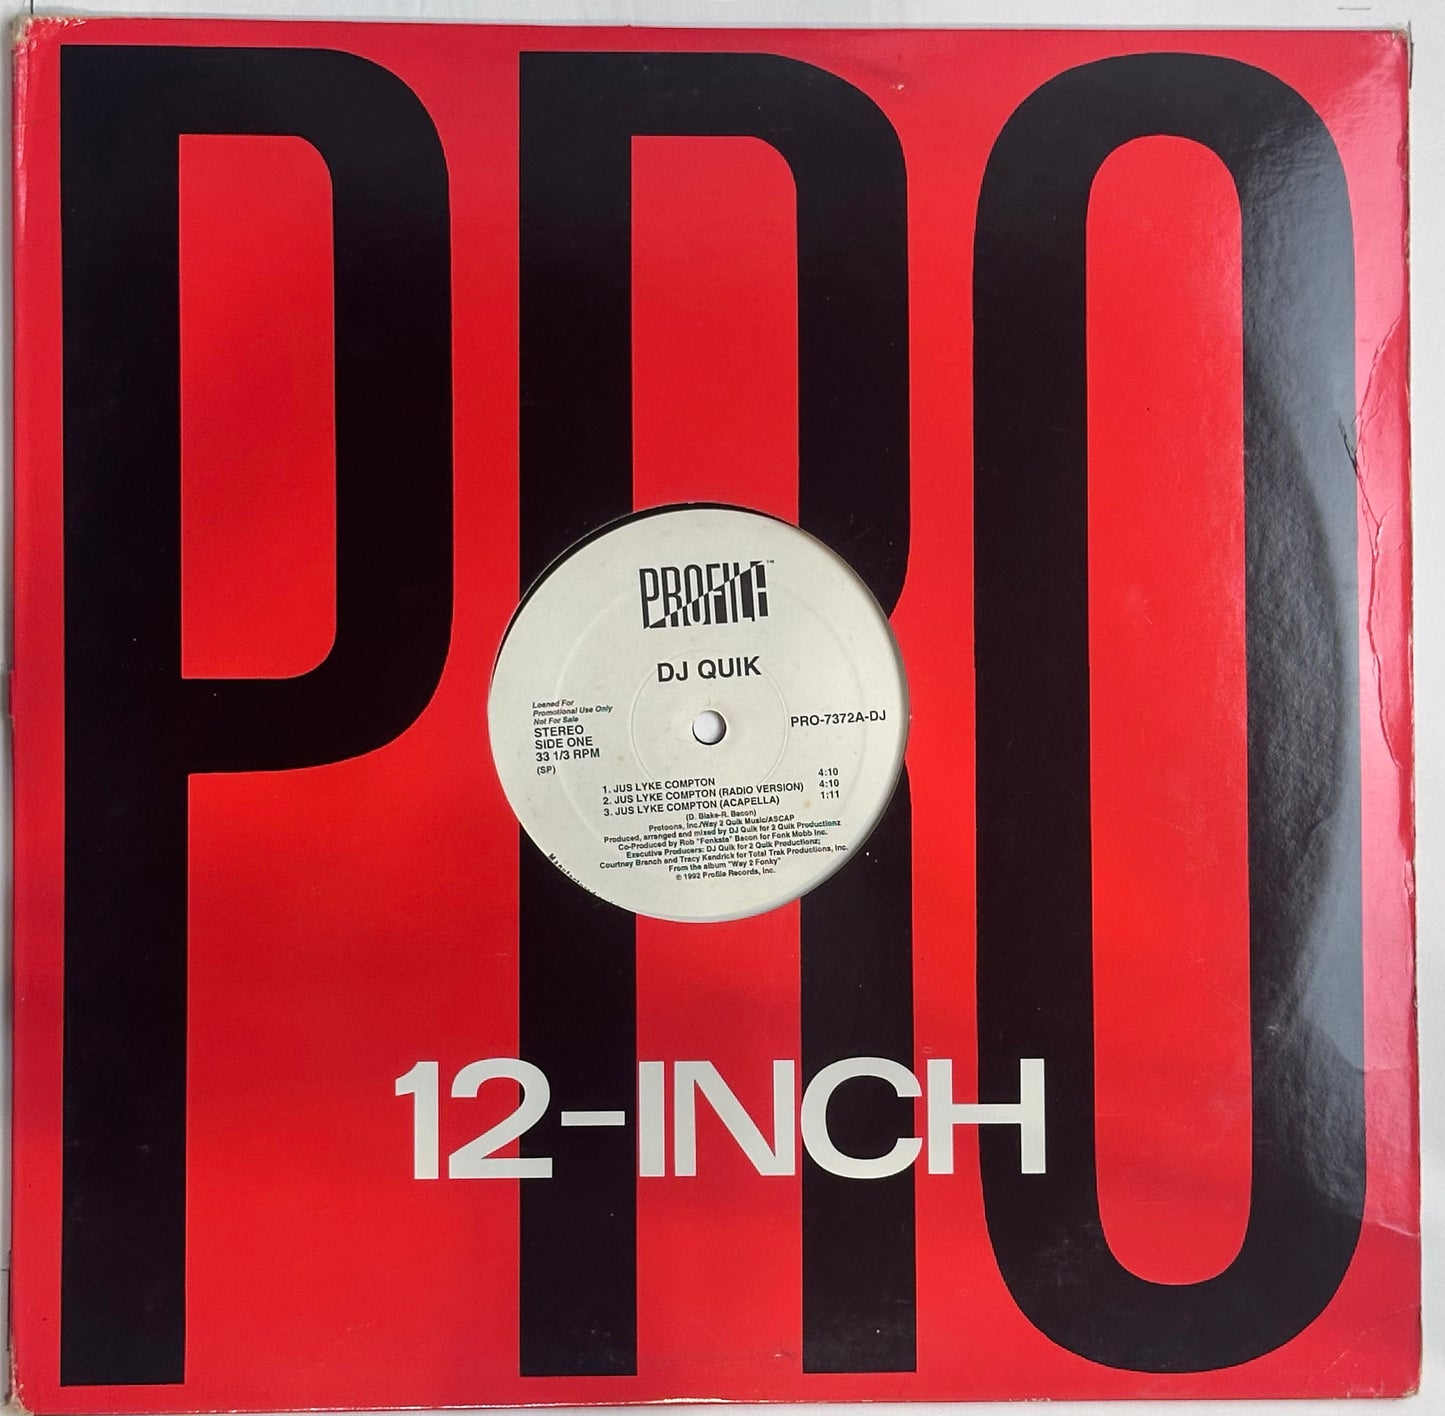 PRO
PROFILE™
DJ QUIK
Loaned For
Promotional Use Only
Not For Sale
STEREO
SIDE ONE
33 1/3 RPM
(SP)
PRO-7372A-DJ
1. JUS LYKE COMPTON 4:10
2. JUS LYKE COMPTON (RADIO VERSION) 4:10
3. JUS LYKE COMPTON (ACAPELLA) 1:11
(D. Blake-R. Bacon)
Protoons, Inc./Way 2 Quik Music/ASCAP
Produced, arranged and mixed by DJ Quik for 2 Quik Productionz
Co-Produced by Rob "Fonksta" Bacon for Fonk Mobb Inc.
Executive Producers: DJ Quik for 2 Quik Productionz;
Courtney Branch and Tracy Kendrick for Total Trak Productions, Inc.
From the album "Way 2 Fonky"
℗ 1992 Profile Records, Inc.
12-INCH